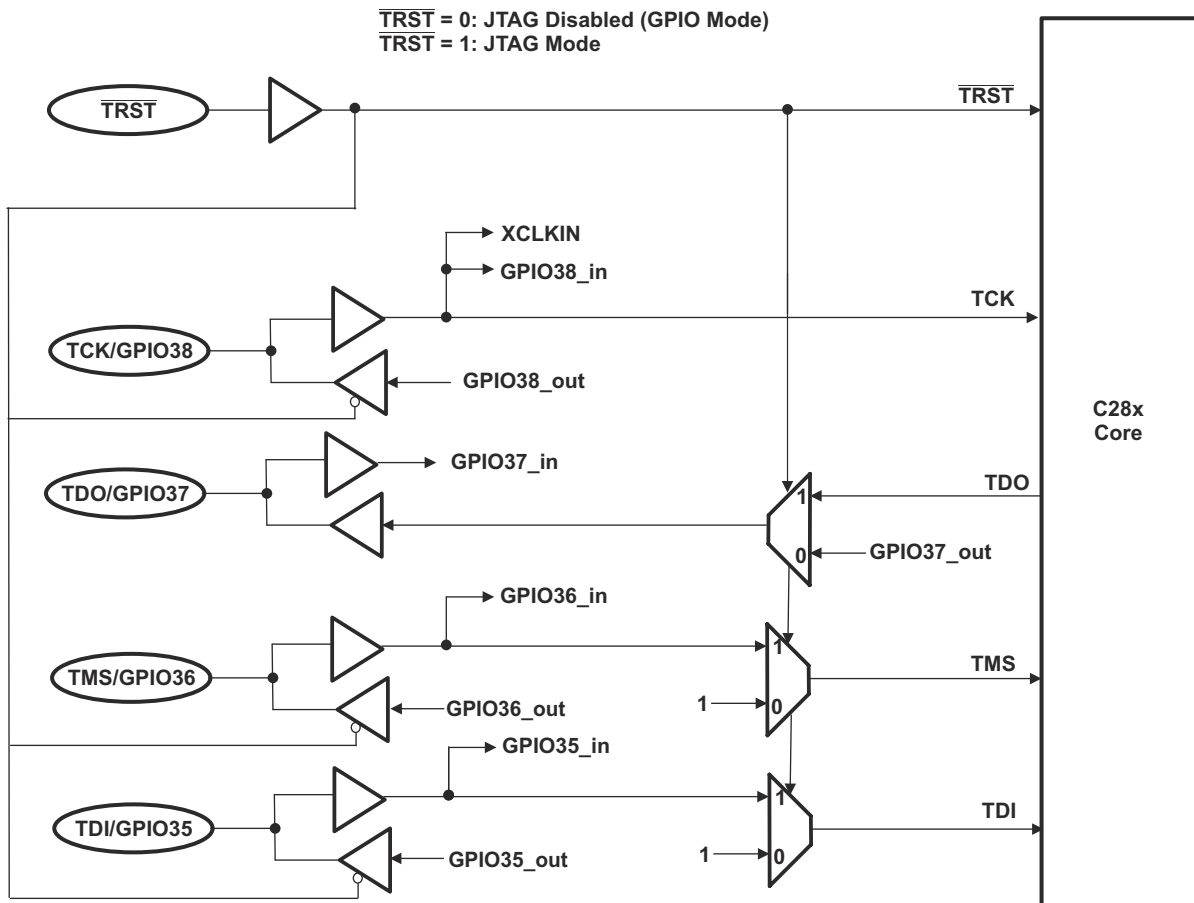 TRST = 0: JTAG Disabled (GPIO Mode)
TRST = 1: JTAG Mode
TRST
TRST
XCLKIN
GPIO38_in
TCK
TCK/GPIO38
GPIO38_out
C28x
Core
GPIO37_in
TDO/GPIO37
1
TDO
0
GPIO37_out
GPIO36_in
1
TMS/GPIO36
TMS
GPIO36_out
1
0
GPIO35_in
1
TDI/GPIO35
TDI
GPIO35_out
1
0